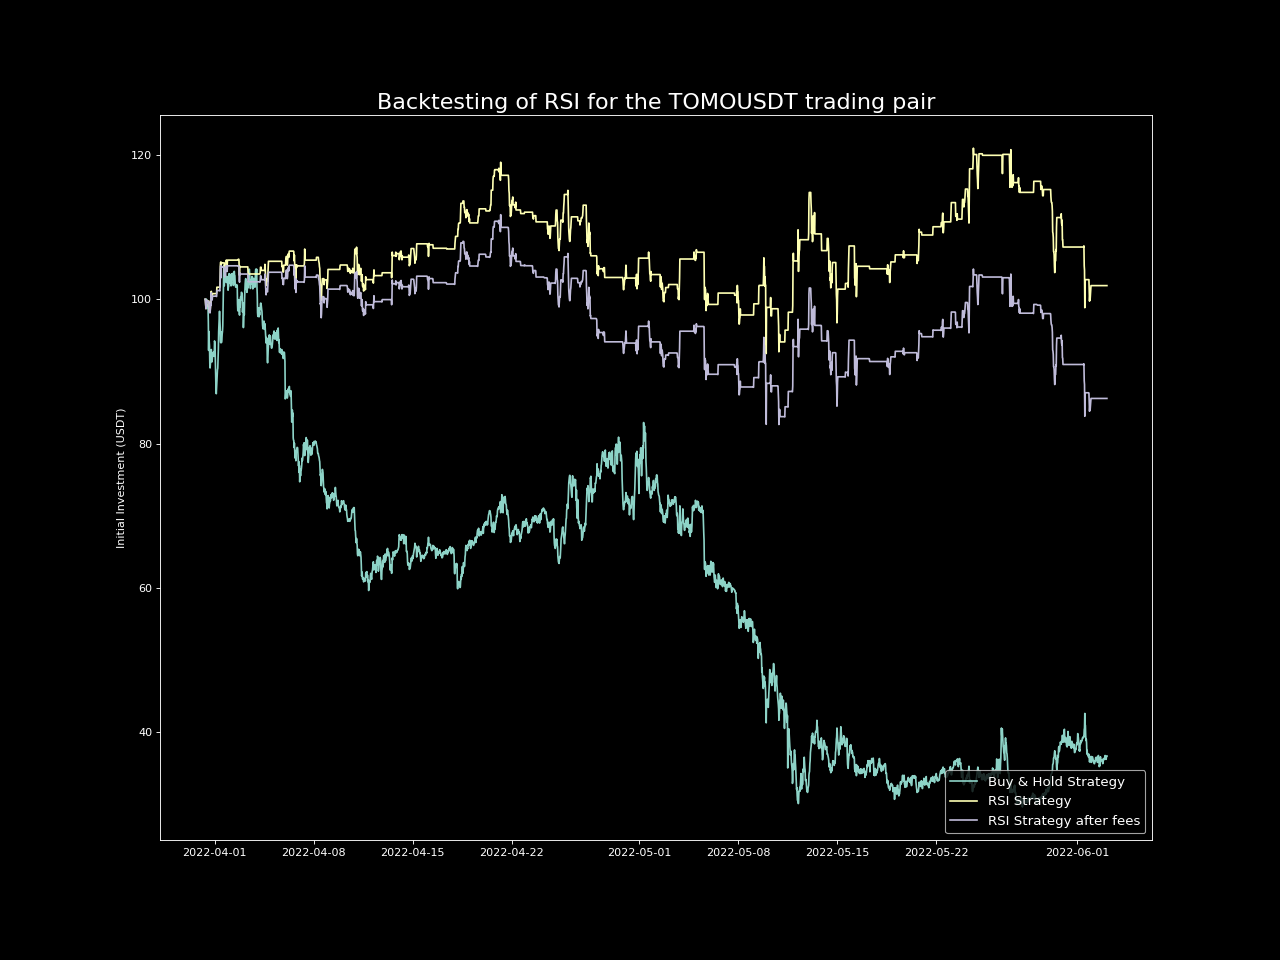 Backtesting of RSI for the TOMOUSDT trading pair
Initial Investment (USDT)
120
100
80
60
40
2022-04-01 2022-04-08 2022-04-15 2022-04-22 2022-05-01 2022-05-08 2022-05-15 2022-05-22 2022-06-01
Buy & Hold Strategy
RSI Strategy
RSI Strategy after fees